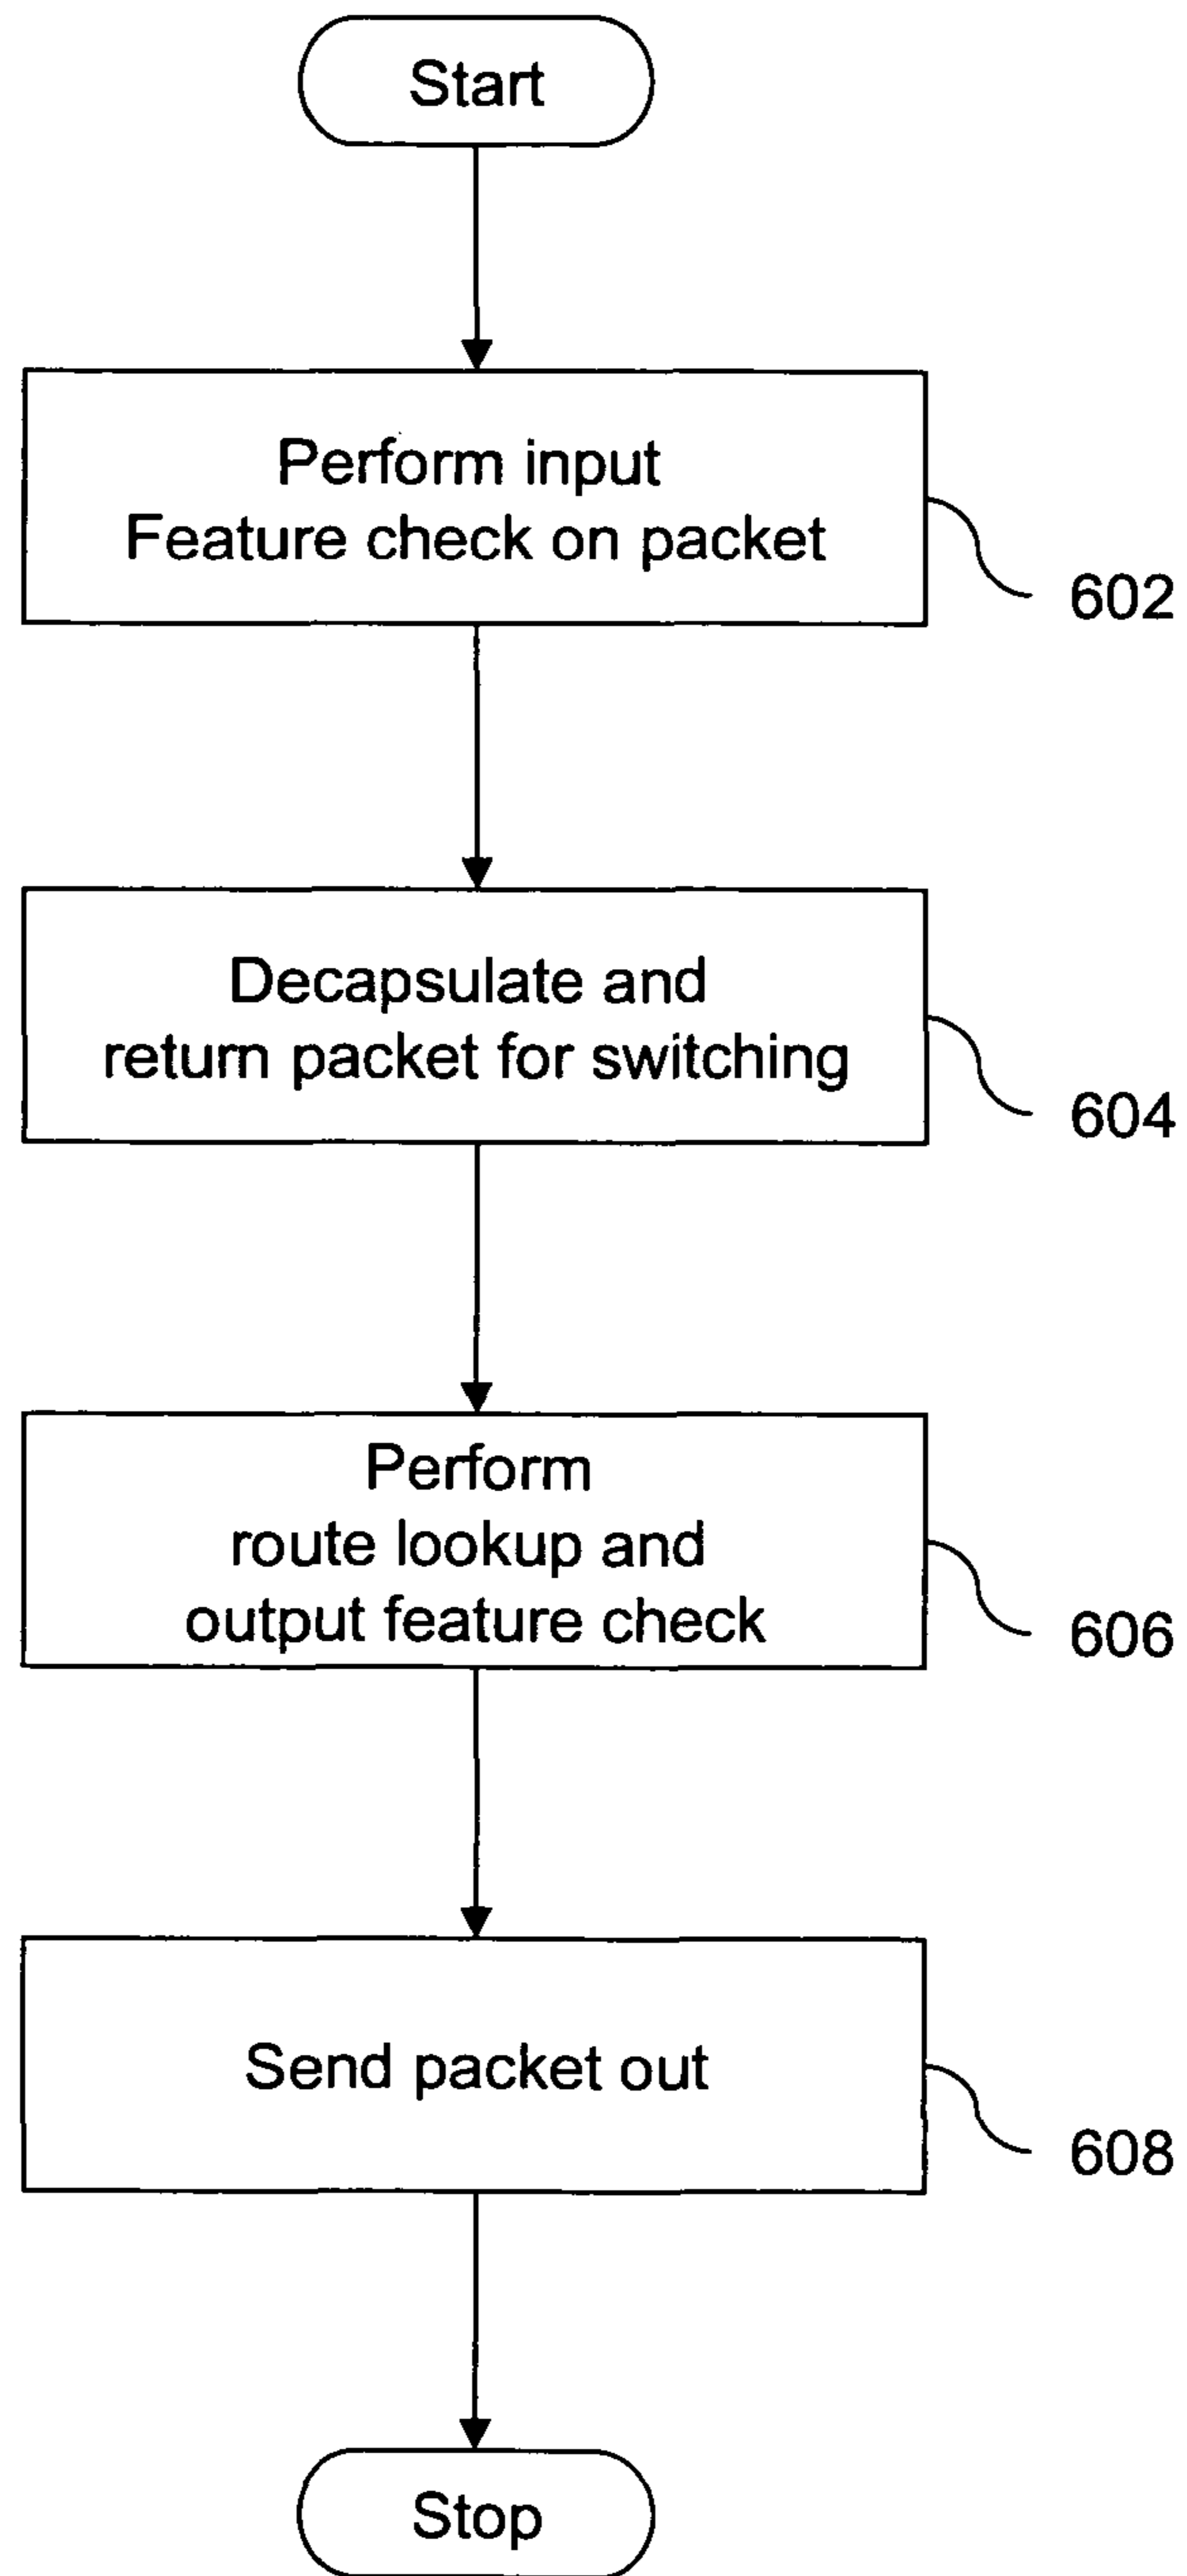 Start
Perform input
Feature check on packet
602
Decapsulate and
return packet for switching
604
Perform
route lookup and
output feature check
606
Send packet out
608
Stop